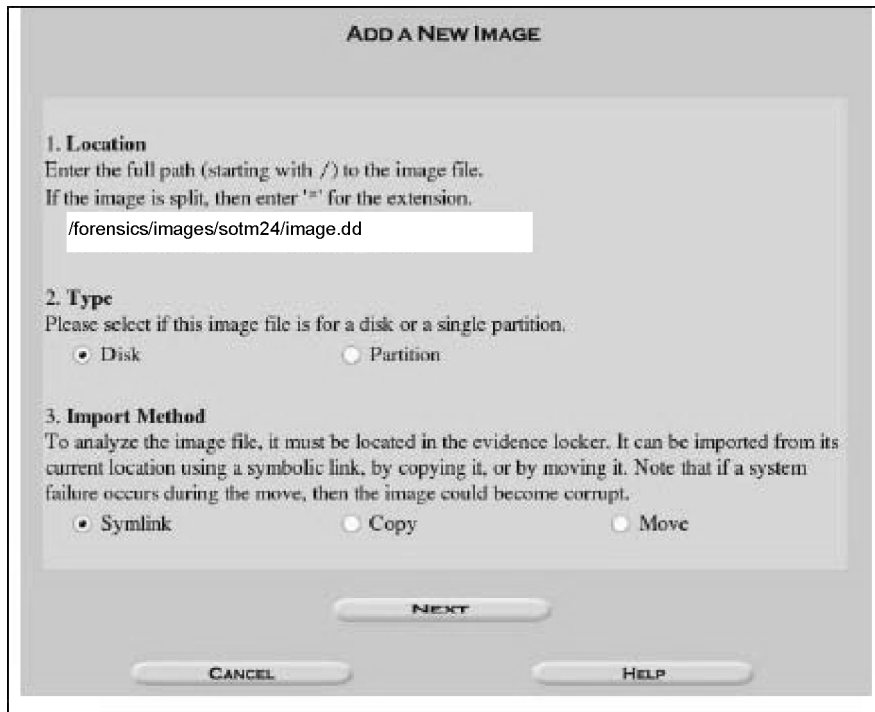 ADD A NEW IMAGE
1. Location
Enter the full path (starting with /) to the image file.
If the image is split, then enter '*' for the extension.
/forensics/images/sotm24/image.dd
2. Type
Please select if this image file is for a disk or a single partition.
Disk Partition
3. Import Method
To analyze the image file, it must be located in the evidence locker. It can be imported from its
current location using a symbolic link, by copying it, or by moving it. Note that if a system
failure occurs during the move, then the image could become corrupt.
Symlink Copy Move
NEXT
CANCEL HELP